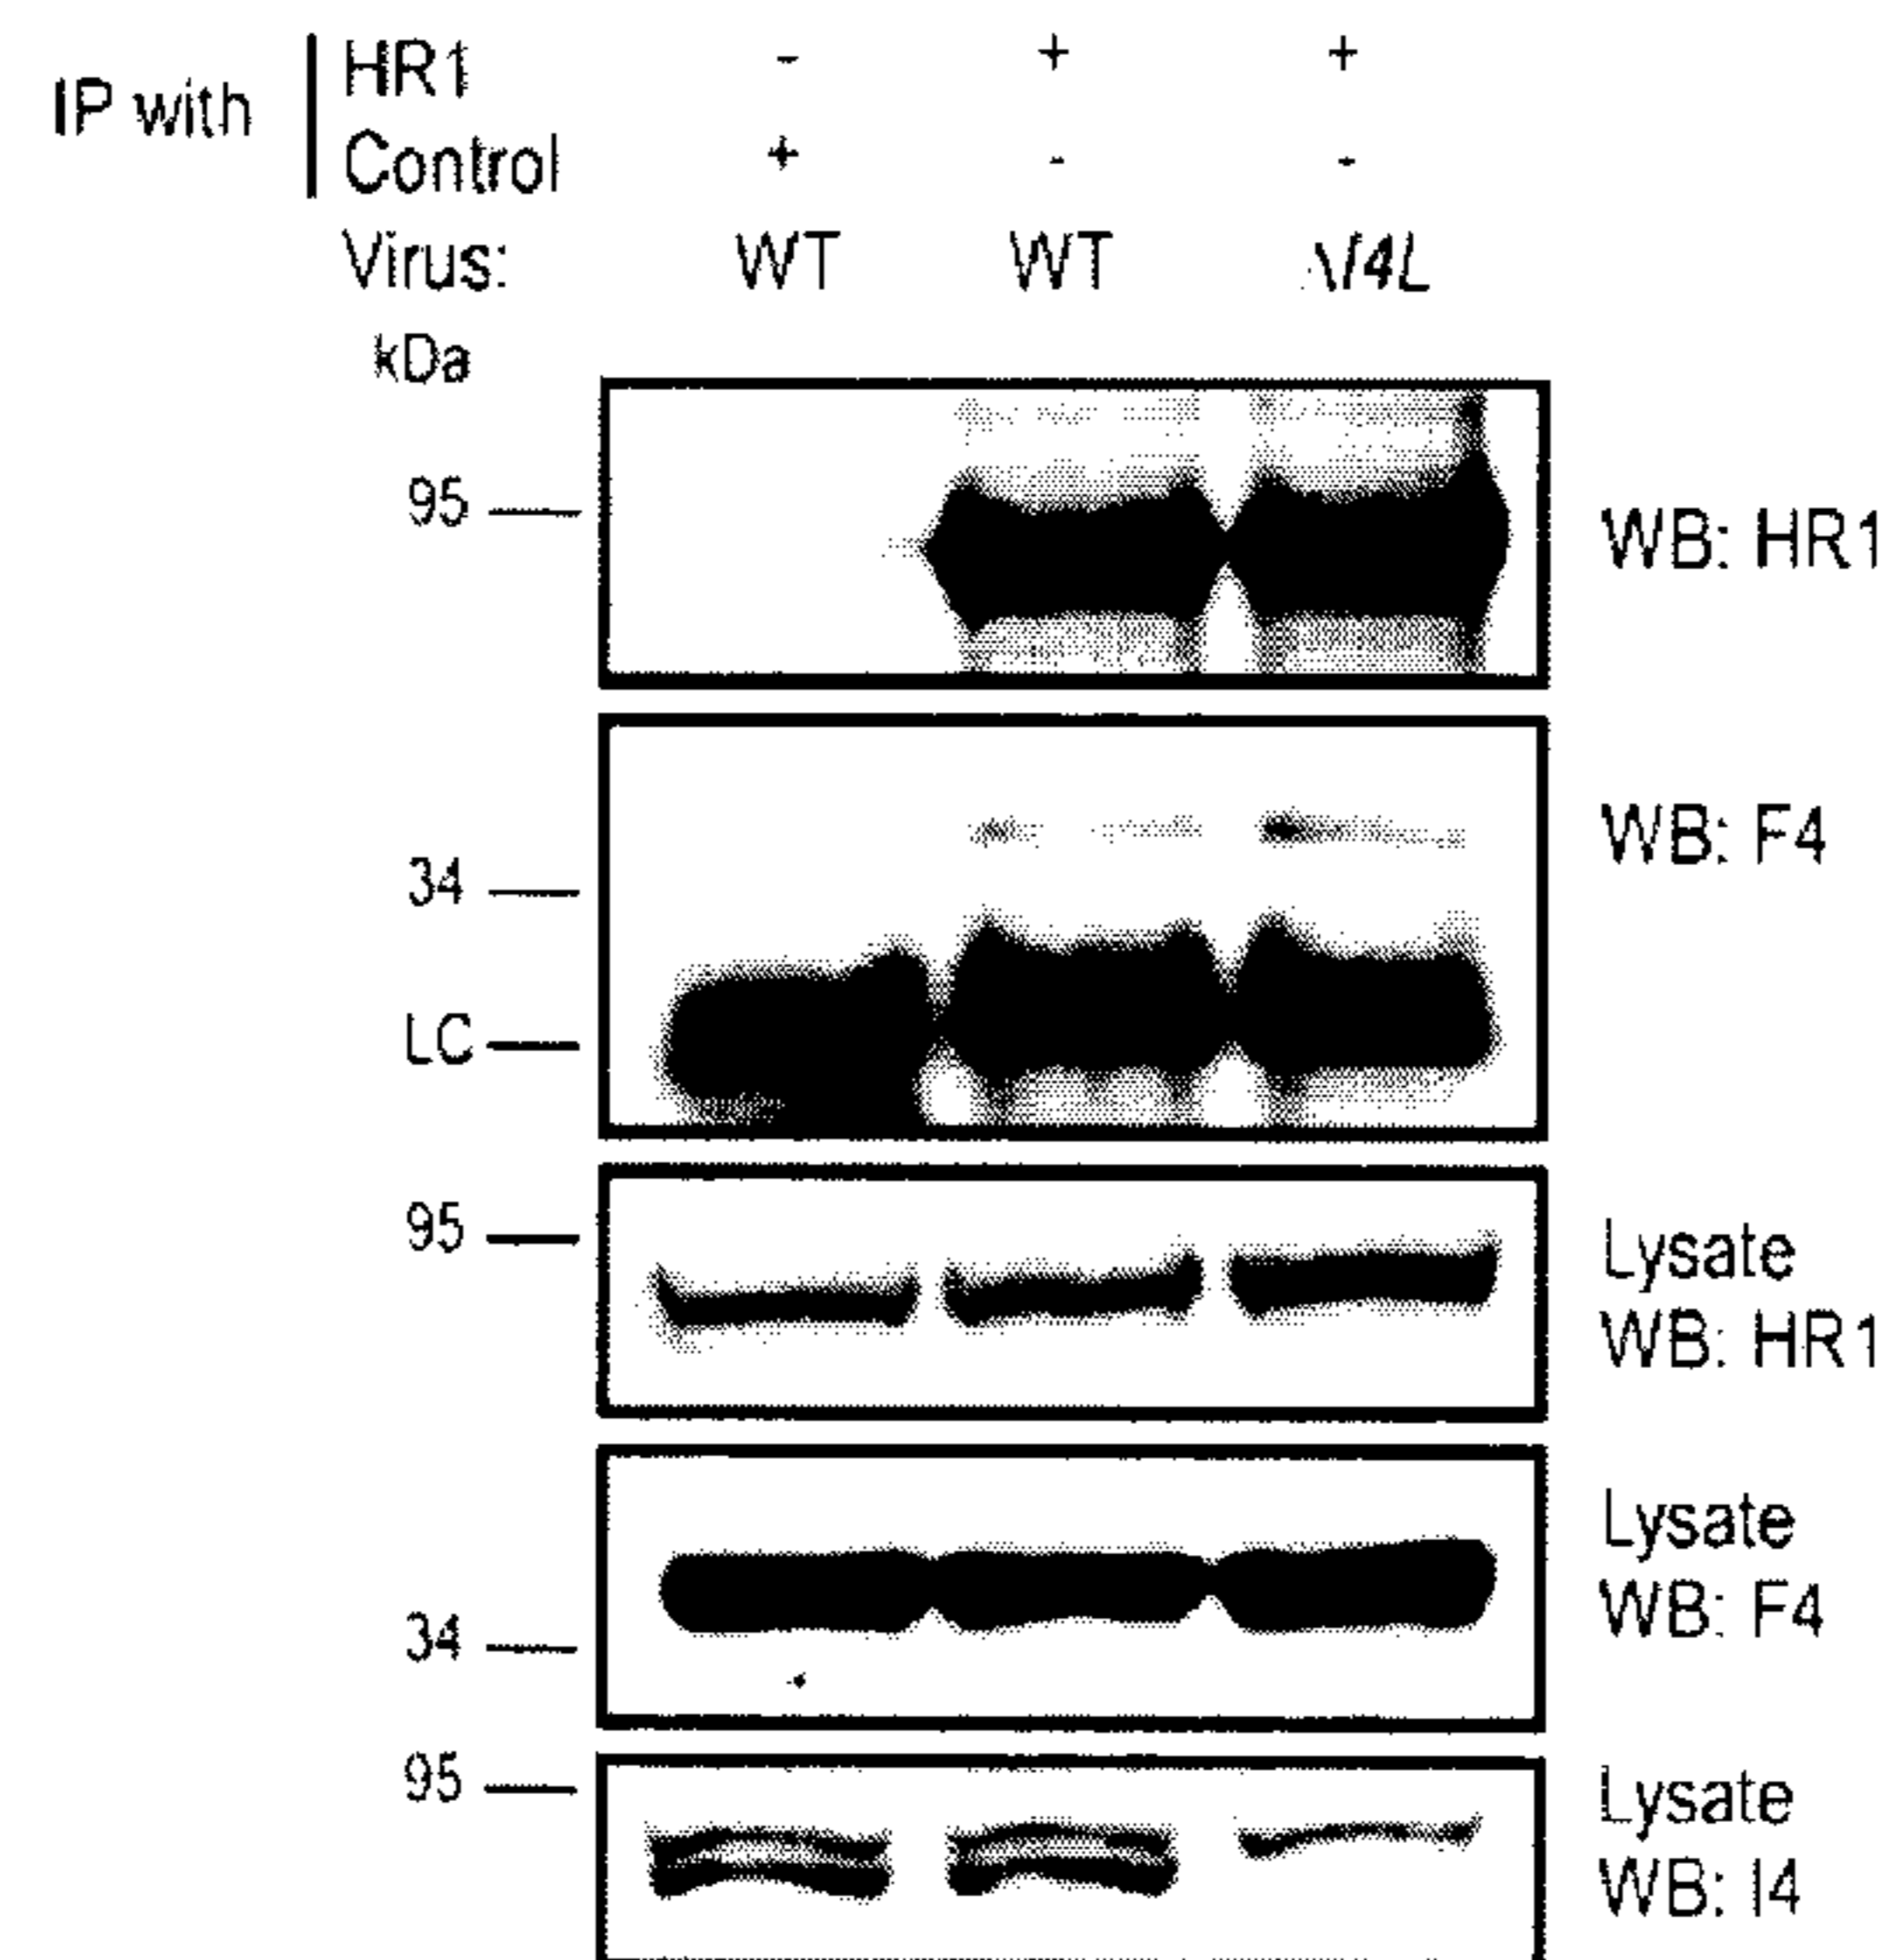 IP with
HR1 - + +
Control + - -
Virus: WT WT ΔI4L
kDa
95
WB: HR1
WB: F4
34
LC
95
Lysate
WB: HR1
Lysate
WB: F4
34
95
Lysate
WB: I4